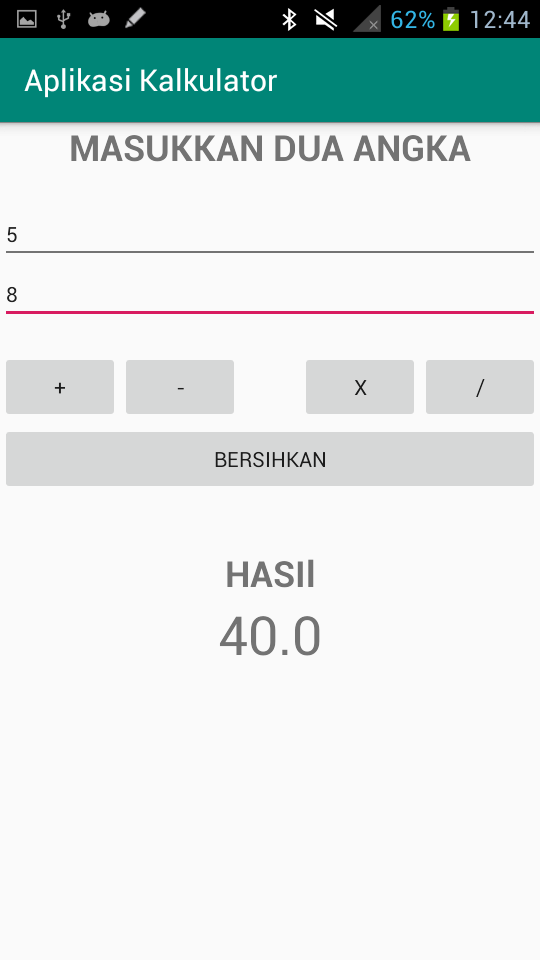 62% 12:44
Aplikasi Kalkulator
MASUKKAN DUA ANGKA
5
8
+ - X /
BERSIHKAN
HASIl
40.0